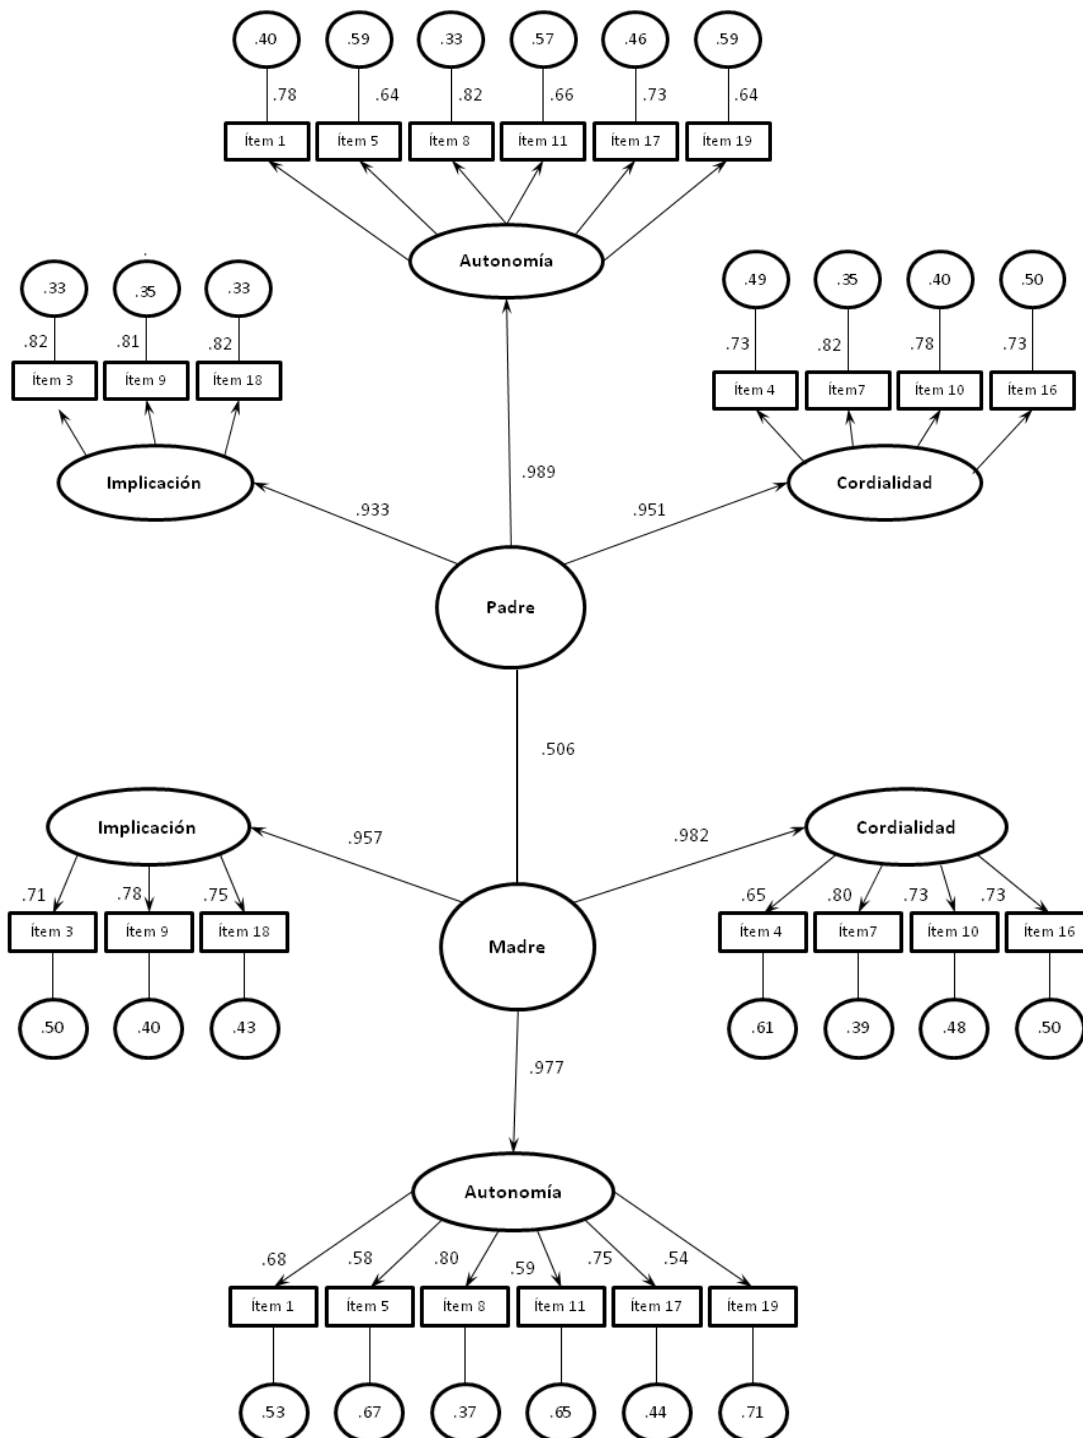 .40 .59 .33 .57 .46 .59
.78 .64 .82 .66 .73 .64
Ítem 1 Ítem 5 Ítem 8 Ítem 11 Ítem 17 Ítem 19
Autonomía
.33 .35 .33
.82 .81 .82
Ítem 3 Ítem 9 Ítem 18
Implicación
.49 .35 .40 .50
.73 .82 .78 .73
Ítem 4 Ítem7 Ítem 10 Ítem 16
Cordialidad
.989
.933 .951
Padre
.506
Implicación
.957
.71 .78 .75
Ítem 3 Ítem 9 Ítem 18
.50 .40 .43
Cordialidad
.982
.65 .80 .73 .73
Ítem 4 Ítem7 Ítem 10 Ítem 16
.61 .39 .48 .50
Madre
.977
Autonomía
.68 .58 .80 .59 .75 .54
Ítem 1 Ítem 5 Ítem 8 Ítem 11 Ítem 17 Ítem 19
.53 .67 .37 .65 .44 .71